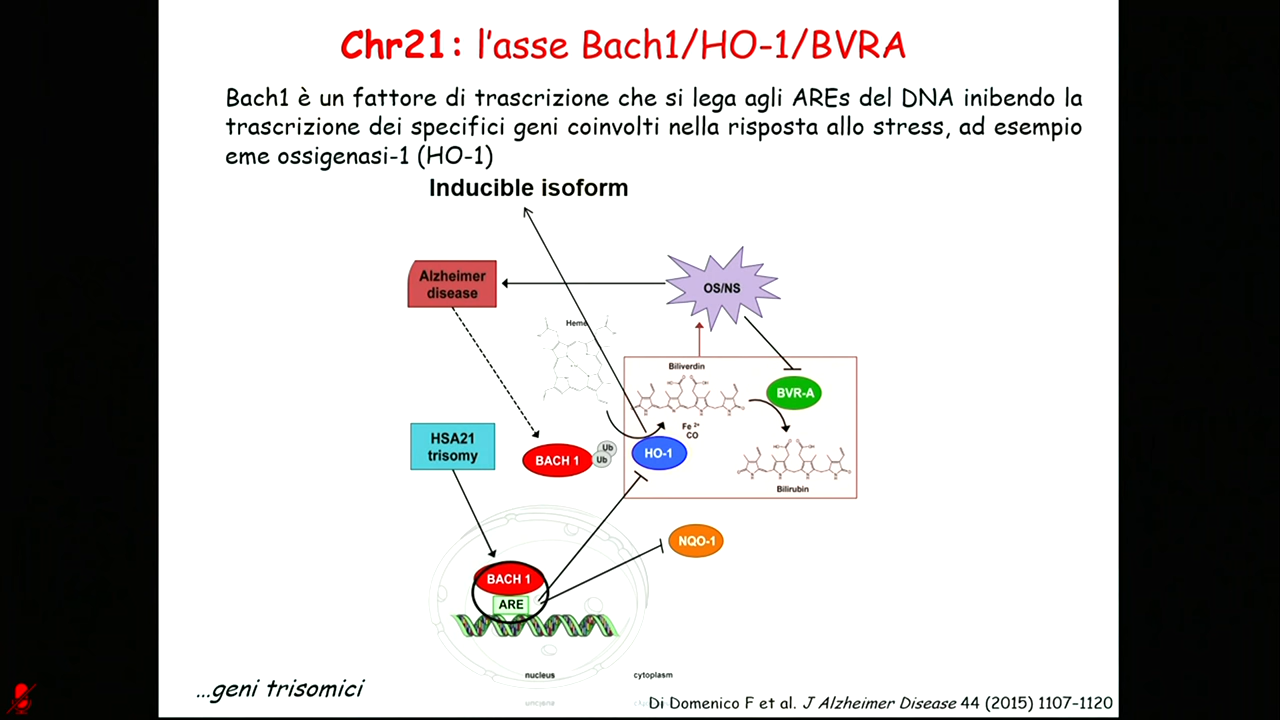 Chr21: l'asse Bach1/HO-1/BVRA
Bach1 è un fattore di trascrizione che si lega agli AREs del DNA inibendo la
trascrizione dei specifici geni coinvolti nella risposta allo stress, ad esempio
eme ossigenasi-1 (HO-1)
Inducible isoform
Alzheimer
disease
OS/NS
Heme
Biliverdin
BVR-A
Fe 2+
CO
HSA21
trisomy
BACH 1
Ub
Ub
HO-1
Bilirubin
NQO-1
BACH 1
ARE
nucleus
cytoplasm
...geni trisomici
Di Domenico F et al. J Alzheimer Disease 44 (2015) 1107-1120